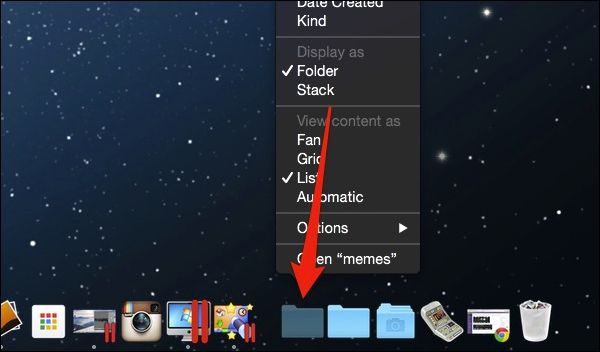 Date Created
Kind
Display as
Folder
Stack
View content as
Fan
Grid
List
Automatic
Options
Open “memes”